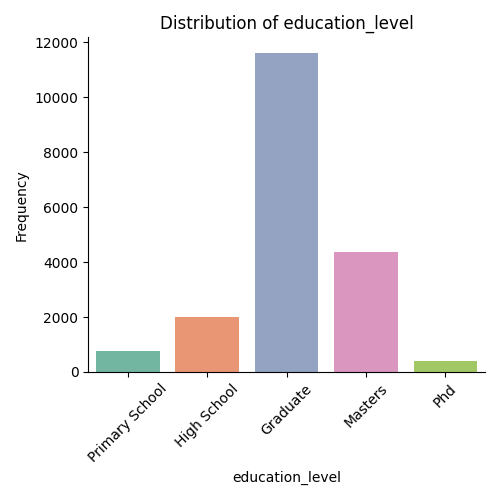 Distribution of education_level
12000
10000
8000
6000
4000
2000
0
Frequency
Primary School
High School
Graduate
Masters
Phd
education_level